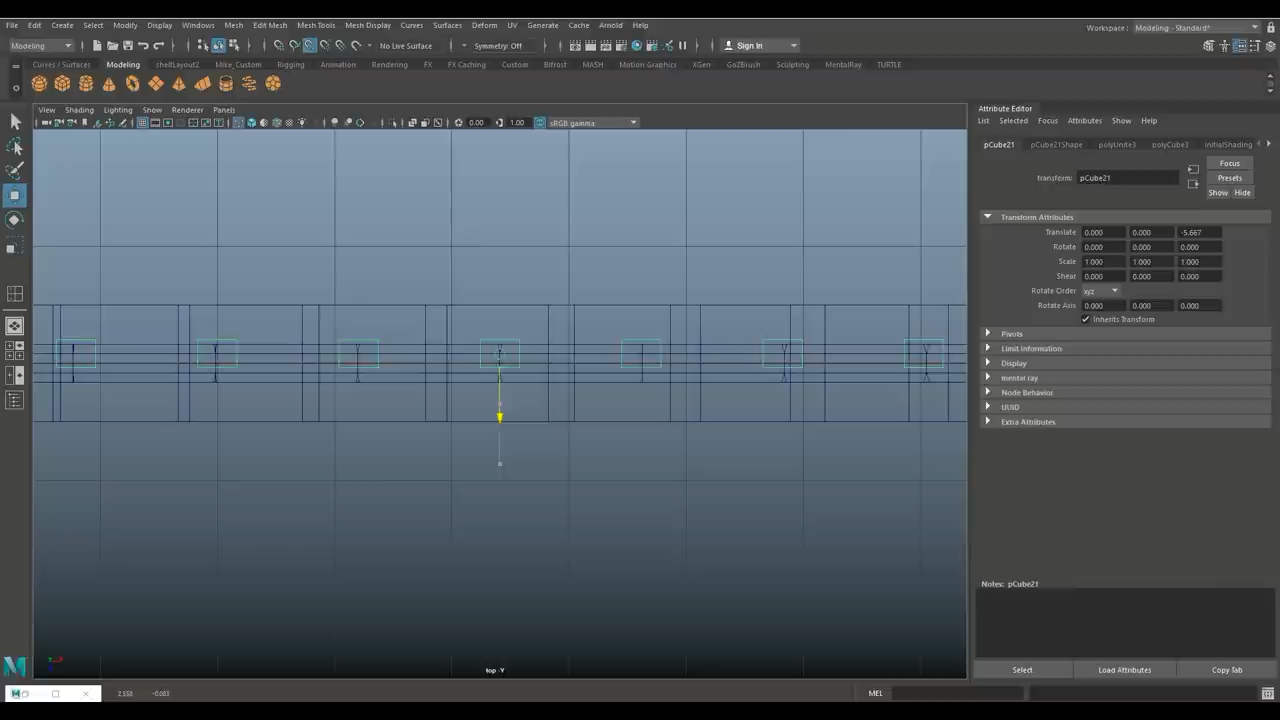 File Edit Create Select Modify Display Windows Mesh Edit Mesh Mesh Tools Mesh Display Curves Surfaces Deform UV Generate Cache Arnold Help
Workspace : Modeling - Standard*
Modeling No Live Surface Symmetry: Off Sign In
Curves / Surfaces Modeling shelfLayout2 Mike_Custom Rigging Animation Rendering FX FX Caching Custom Bifrost MASH Motion Graphics XGen GoZBrush Sculpting MentalRay TURTLE
View Shading Lighting Show Renderer Panels
0.00 1.00 sRGB gamma
Attribute Editor
List Selected Focus Attributes Show Help
pCube21 pCube21Shape polyUnite3 polyCube3 initialShading
Focus
transform: pCube21 Presets
Show Hide
Transform Attributes
Translate 0.000 0.000 -5.667
Rotate 0.000 0.000 0.000
Scale 1.000 1.000 1.000
Shear 0.000 0.000 0.000
Rotate Order xyz
Rotate Axis 0.000 0.000 0.000
Inherits Transform
Pivots
Limit Information
Display
mental ray
Node Behavior
UUID
Extra Attributes
Notes: pCube21
top -Y
Select Load Attributes Copy Tab
2.558 -0.083 MEL